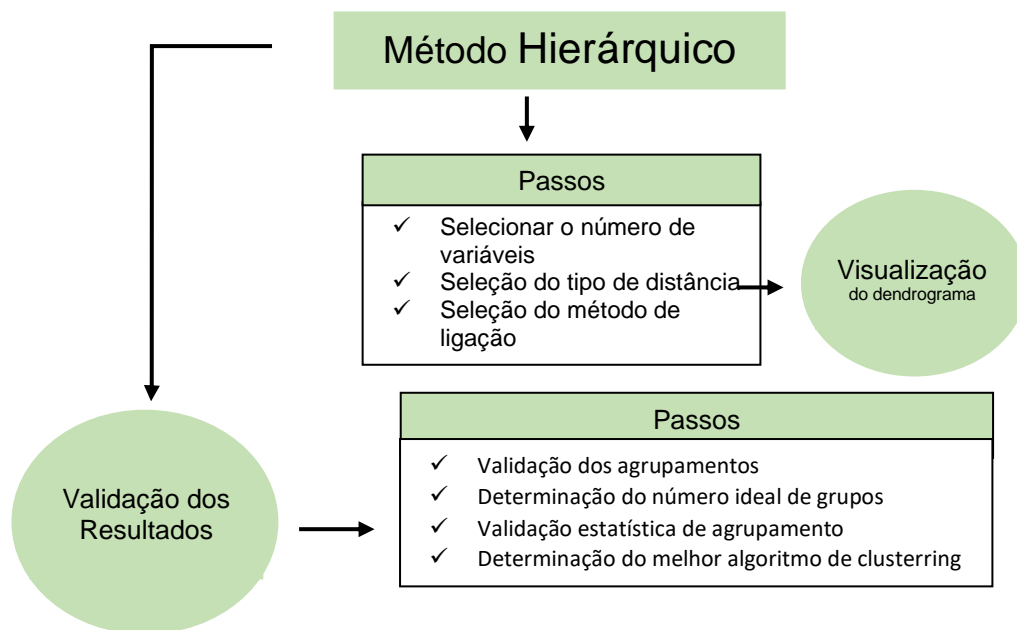 Método Hierárquico
Passos
✓ Selecionar o número de
variáveis
✓ Seleção do tipo de distância
✓ Seleção do método de
ligação
Visualização
do dendrograma
Validação dos
Resultados
Passos
✓ Validação dos agrupamentos
✓ Determinação do número ideal de grupos
✓ Validação estatística de agrupamento
✓ Determinação do melhor algoritmo de clusterring